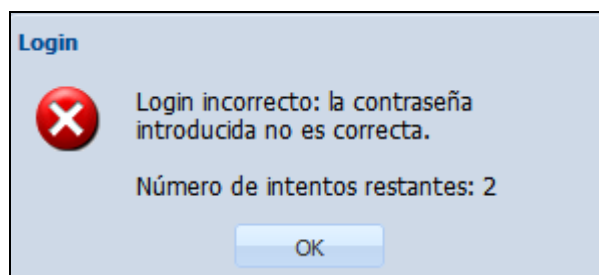 Login
Login incorrecto: la contraseña
introducida no es correcta.
Número de intentos restantes: 2
OK